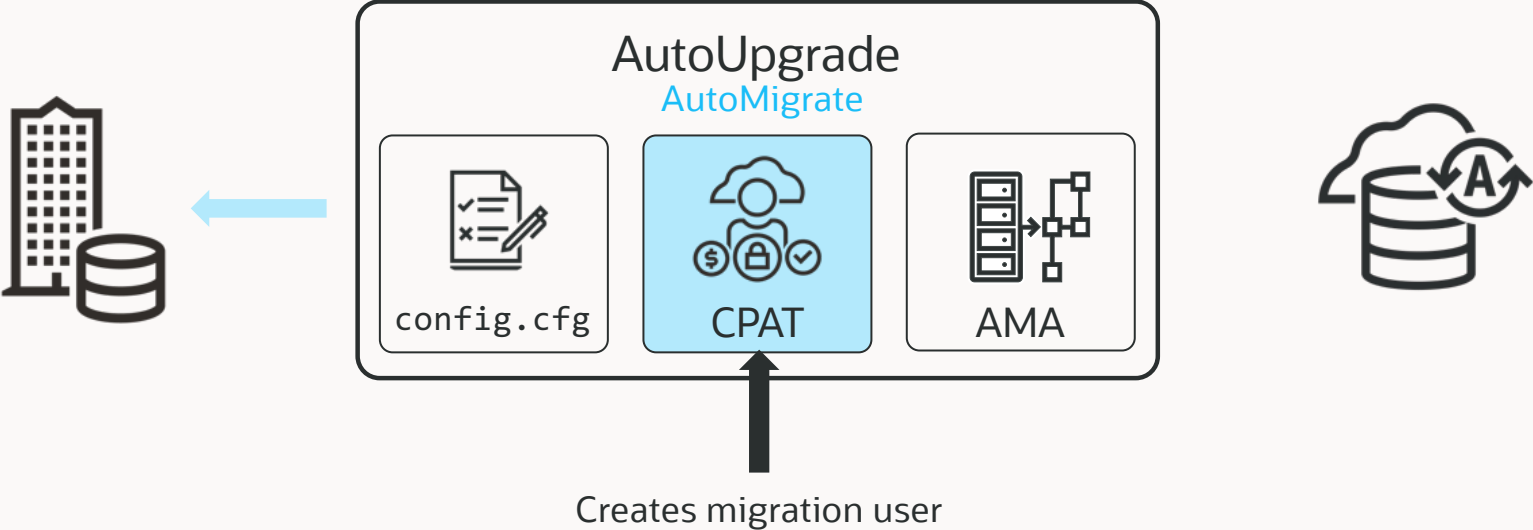 AutoUpgrade
AutoMigrate
config.cfg
$
CPAT
AMA
A
Creates migration user